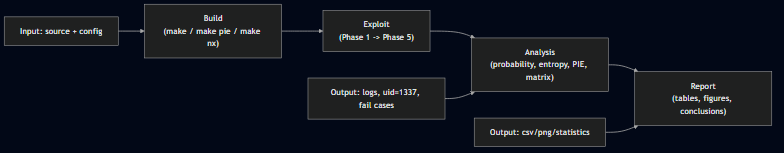 Input: source + config
Build
(make / make pie / make
nx)
Exploit
(Phase 1 -> Phase 5)
Output: logs, uid=1337,
fail cases
Analysis
(probability, entropy, PIE,
matrix)
Output: csv/png/statistics
Report
(tables, figures,
conclusions)